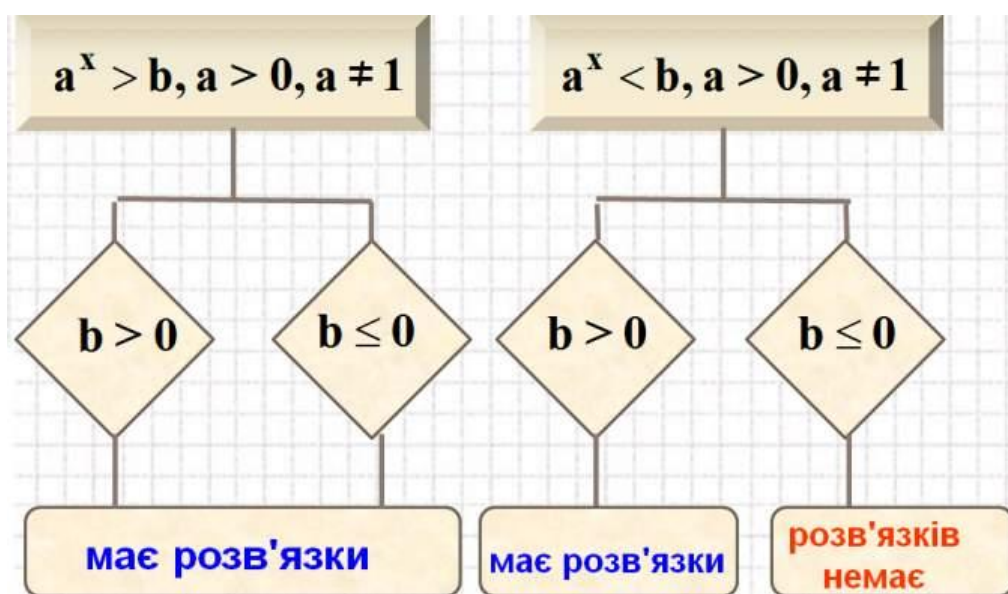 aˣ > b, a > 0, a ≠ 1
aˣ < b, a > 0, a ≠ 1
b > 0
b ≤ 0
b > 0
b ≤ 0
має розв'язки
має розв'язки
розв'язків
немає